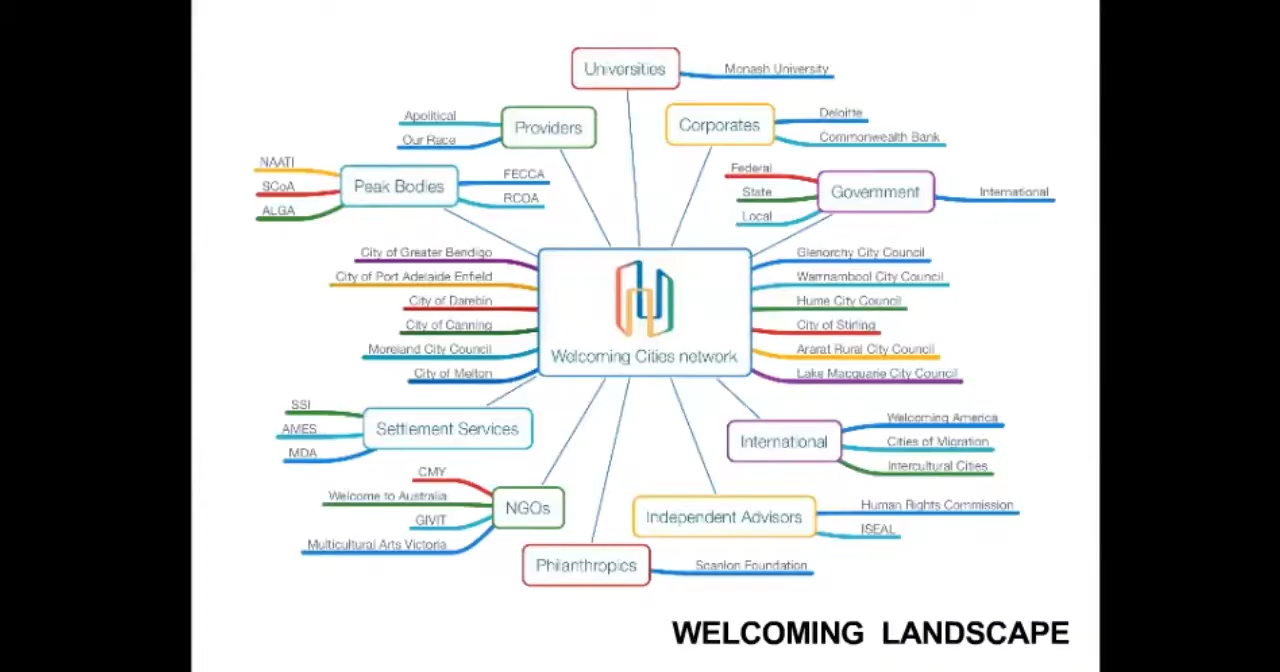 Universities
Monash University
Providers
Apolitical
Our Race
Corporates
Deloitte
Commonwealth Bank
Peak Bodies
NAATI
SCoA
ALGA
FECCA
RCOA
Government
Federal
State
Local
International
City of Greater Bendigo
City of Port Adelaide Enfield
City of Darebin
City of Canning
Moreland City Council
City of Melton
Welcoming Cities network
Glenorchy City Council
Warrnambool City Council
Hume City Council
City of Stirling
Ararat Rural City Council
Lake Macquarie City Council
Settlement Services
SSI
AMES
MDA
International
Welcoming America
Cities of Migration
Intercultural Cities
NGOs
CMY
Welcome to Australia
GIVIT
Multicultural Arts Victoria
Independent Advisors
Human Rights Commission
ISEAL
Philanthropics
Scanlon Foundation
WELCOMING LANDSCAPE